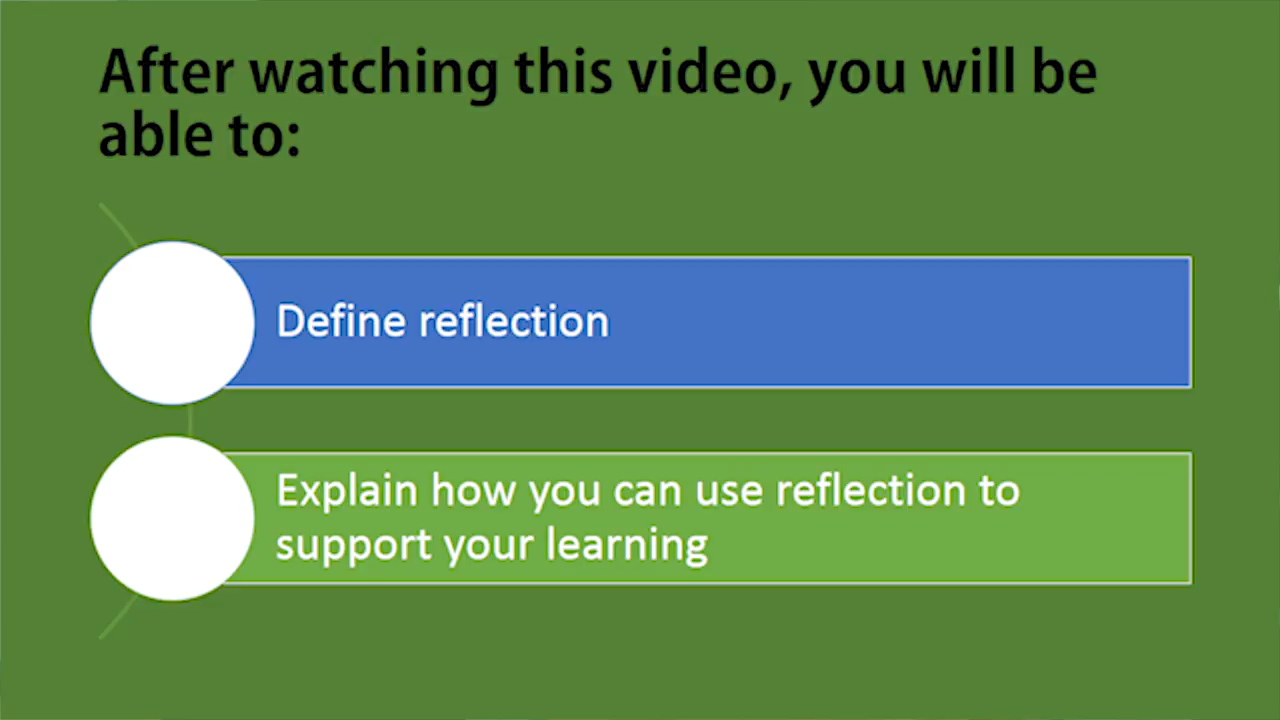 After watching this video, you will be
able to:
Define reflection
Explain how you can use reflection to
support your learning